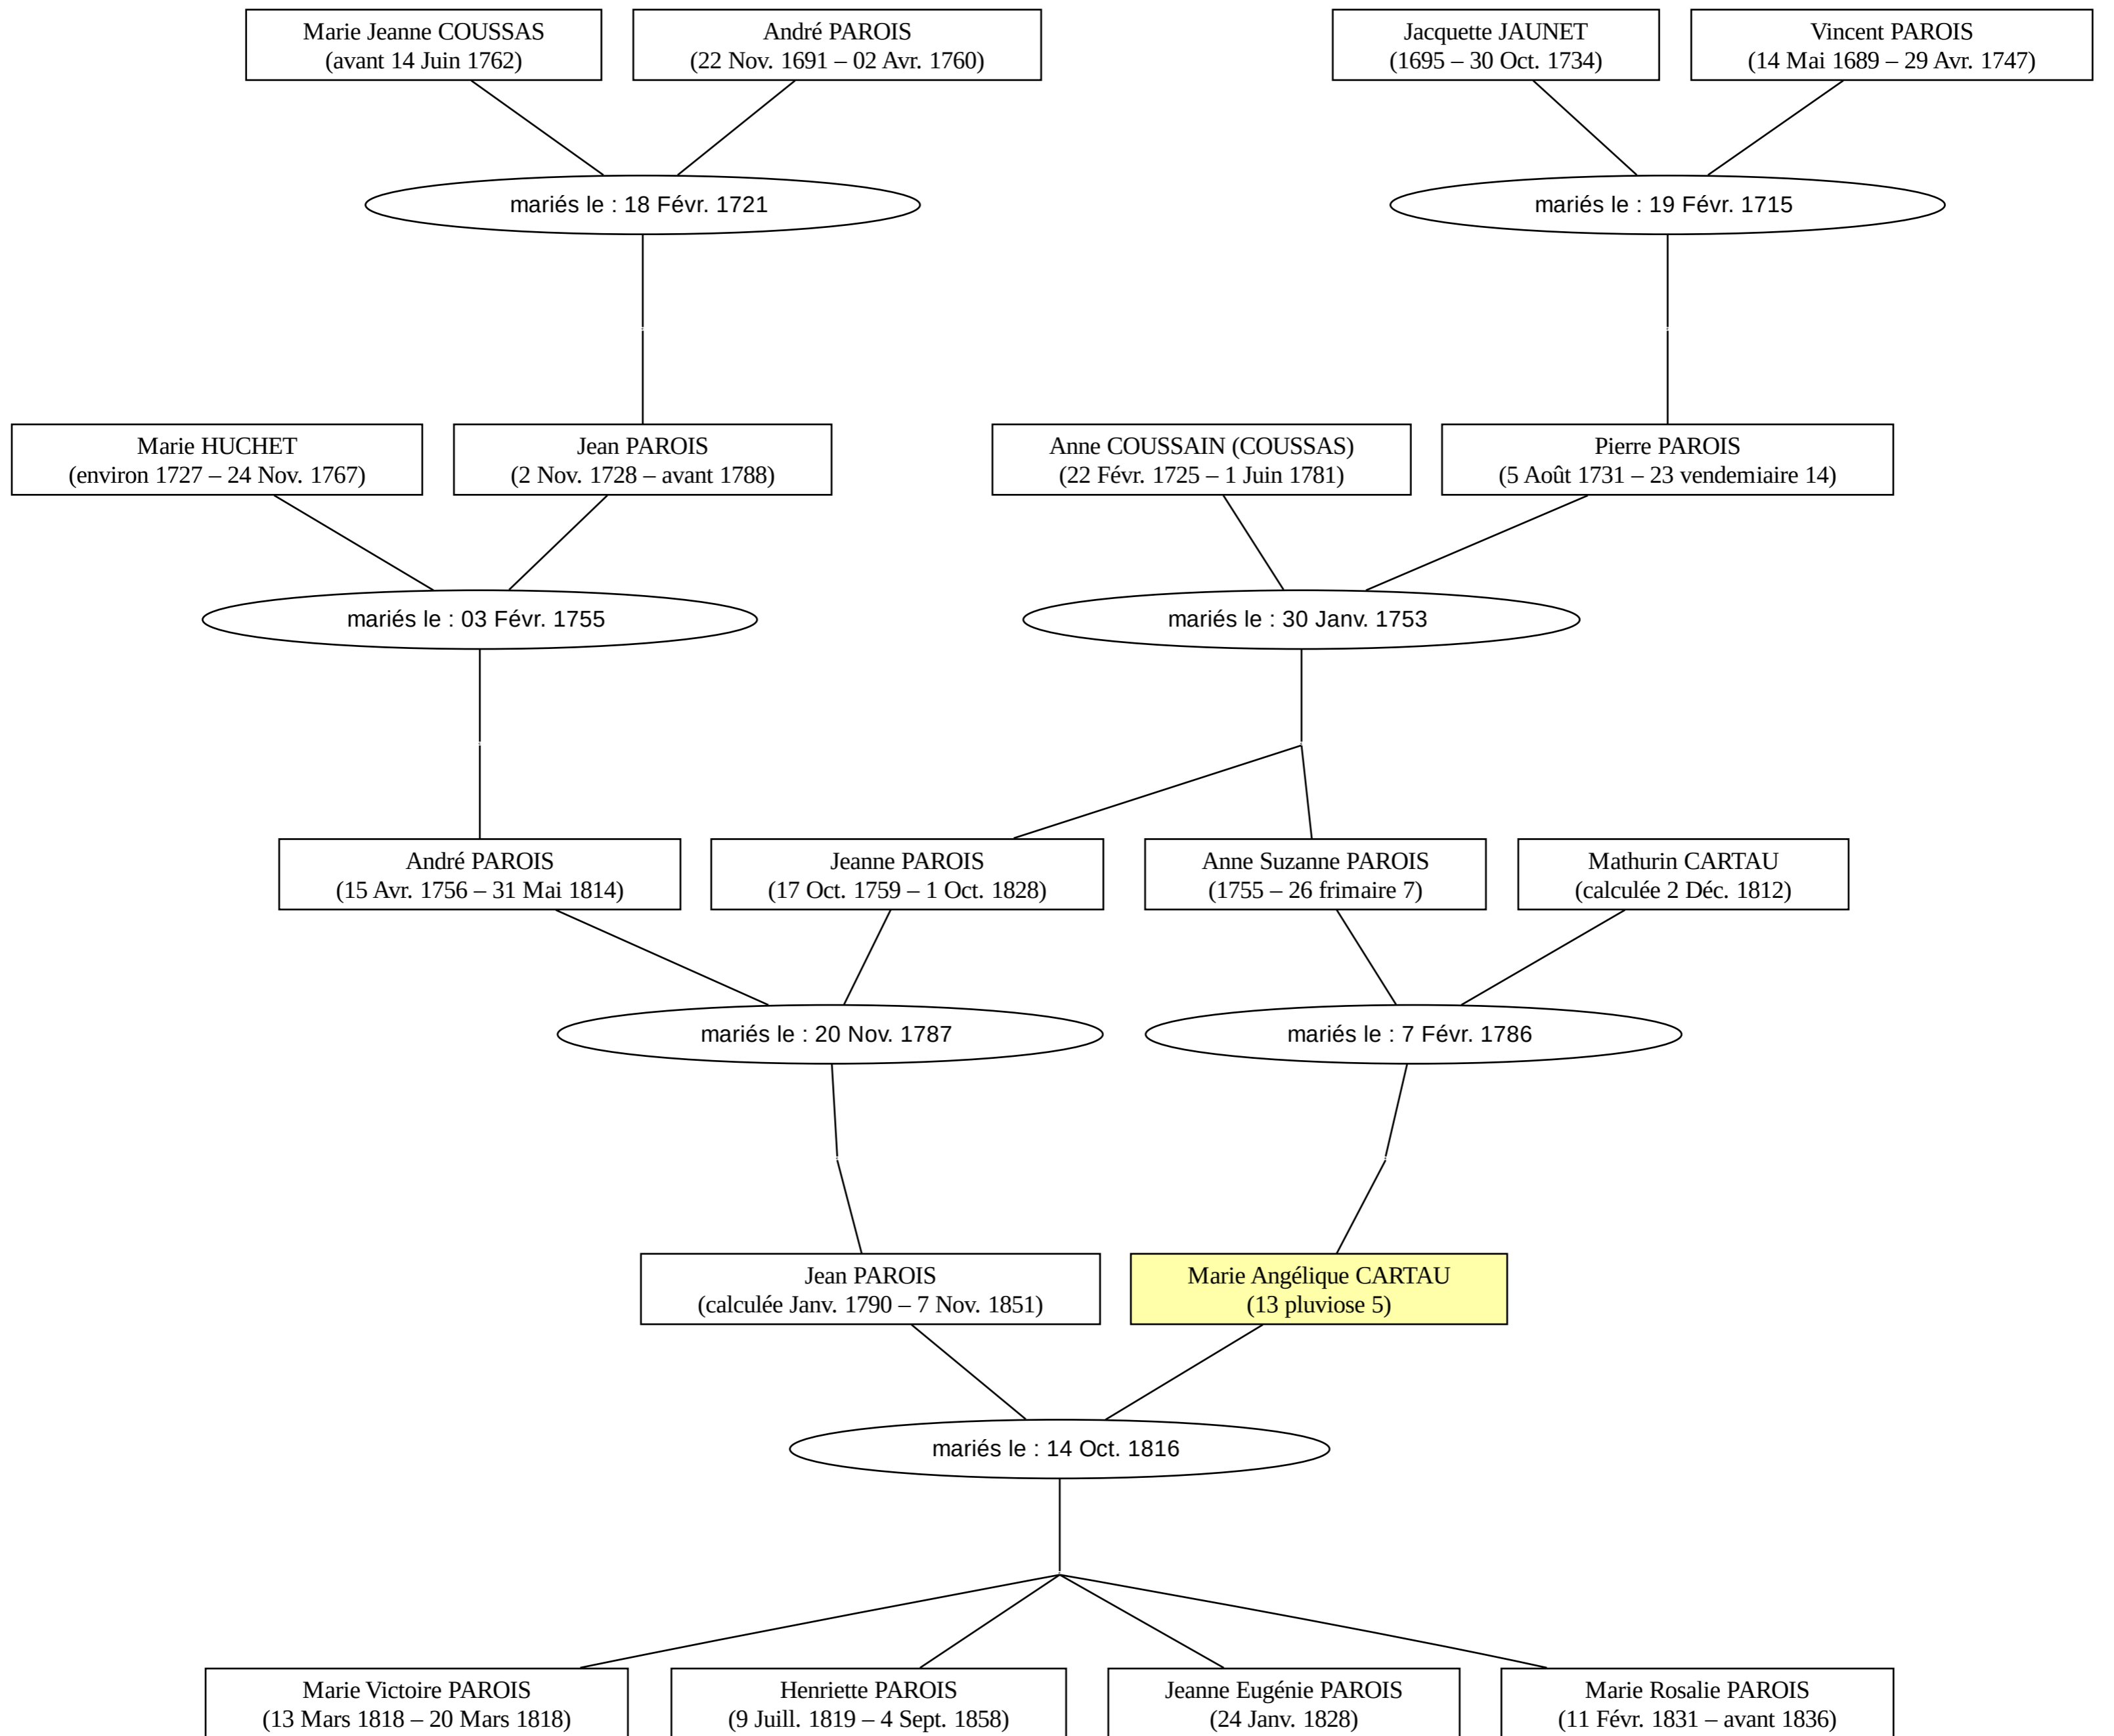 Marie Jeanne COUSSAS
(avant 14 Juin 1762)
André PAROIS
(22 Nov. 1691 – 02 Avr. 1760)
Jacquette JAUNET
(1695 – 30 Oct. 1734)
Vincent PAROIS
(14 Mai 1689 – 29 Avr. 1747)
mariés le : 18 Févr. 1721
mariés le : 19 Févr. 1715
Marie HUCHET
(environ 1727 – 24 Nov. 1767)
Jean PAROIS
(2 Nov. 1728 – avant 1788)
Anne COUSSAIN (COUSSAS)
(22 Févr. 1725 – 1 Juin 1781)
Pierre PAROIS
(5 Août 1731 – 23 vendemiaire 14)
mariés le : 03 Févr. 1755
mariés le : 30 Janv. 1753
André PAROIS
(15 Avr. 1756 – 31 Mai 1814)
Jeanne PAROIS
(17 Oct. 1759 – 1 Oct. 1828)
Anne Suzanne PAROIS
(1755 – 26 frimaire 7)
Mathurin CARTAU
(calculée 2 Déc. 1812)
mariés le : 20 Nov. 1787
mariés le : 7 Févr. 1786
Jean PAROIS
(calculée Janv. 1790 – 7 Nov. 1851)
Marie Angélique CARTAU
(13 pluviose 5)
mariés le : 14 Oct. 1816
Marie Victoire PAROIS
(13 Mars 1818 – 20 Mars 1818)
Henriette PAROIS
(9 Juill. 1819 – 4 Sept. 1858)
Jeanne Eugénie PAROIS
(24 Janv. 1828)
Marie Rosalie PAROIS
(11 Févr. 1831 – avant 1836)